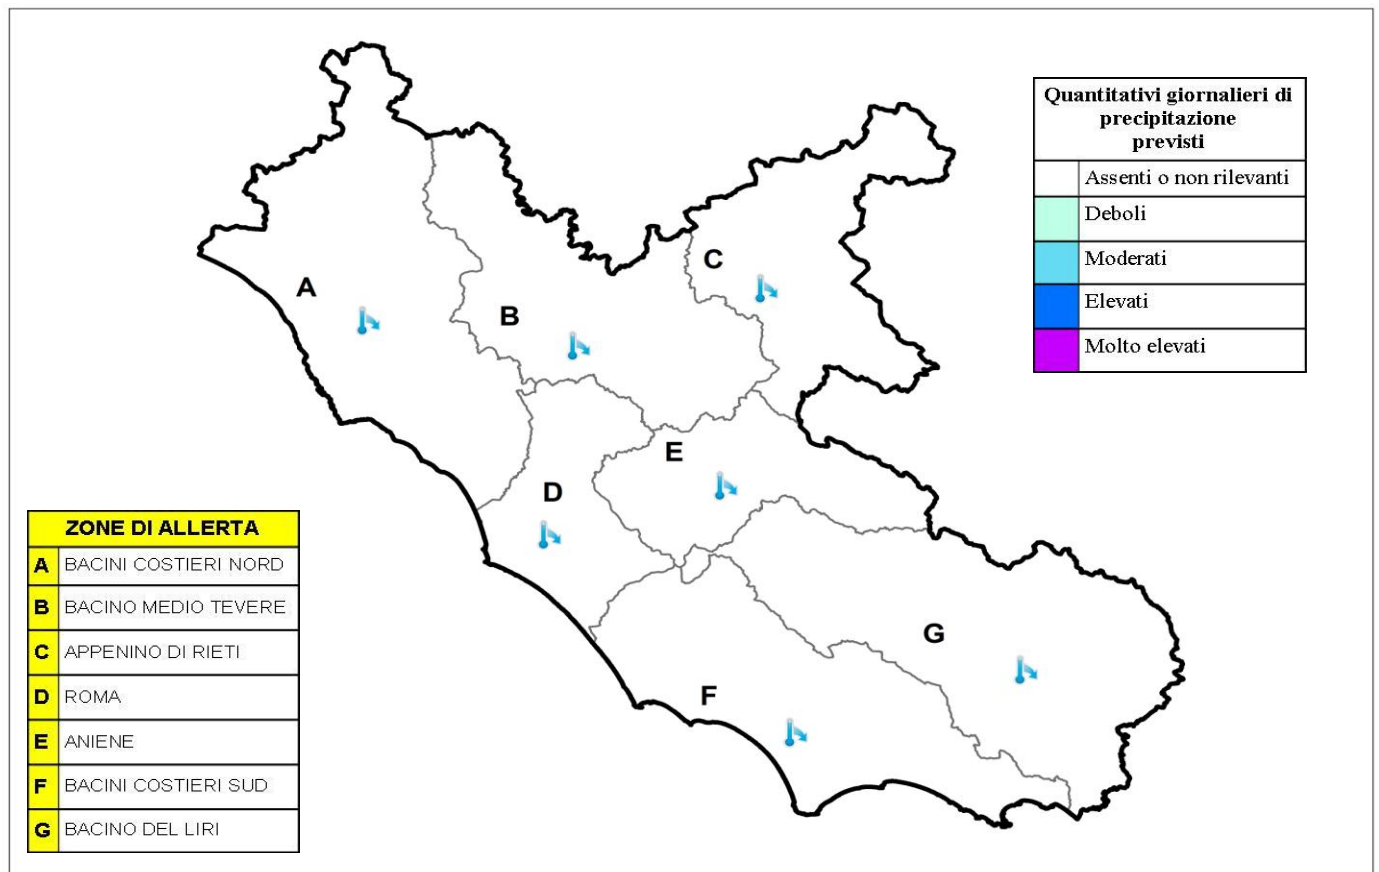 Quantitativi giornalieri di
precipitazione
previsti
Assenti o non rilevanti
Deboli
Moderati
Elevati
Molto elevati
A
B
C
D
E
F
G
ZONE DI ALLERTA
A BACINI COSTIERI NORD
B BACINO MEDIO TEVERE
C APPENINO DI RIETI
D ROMA
E ANIENE
F BACINI COSTIERI SUD
G BACINO DEL LIRI